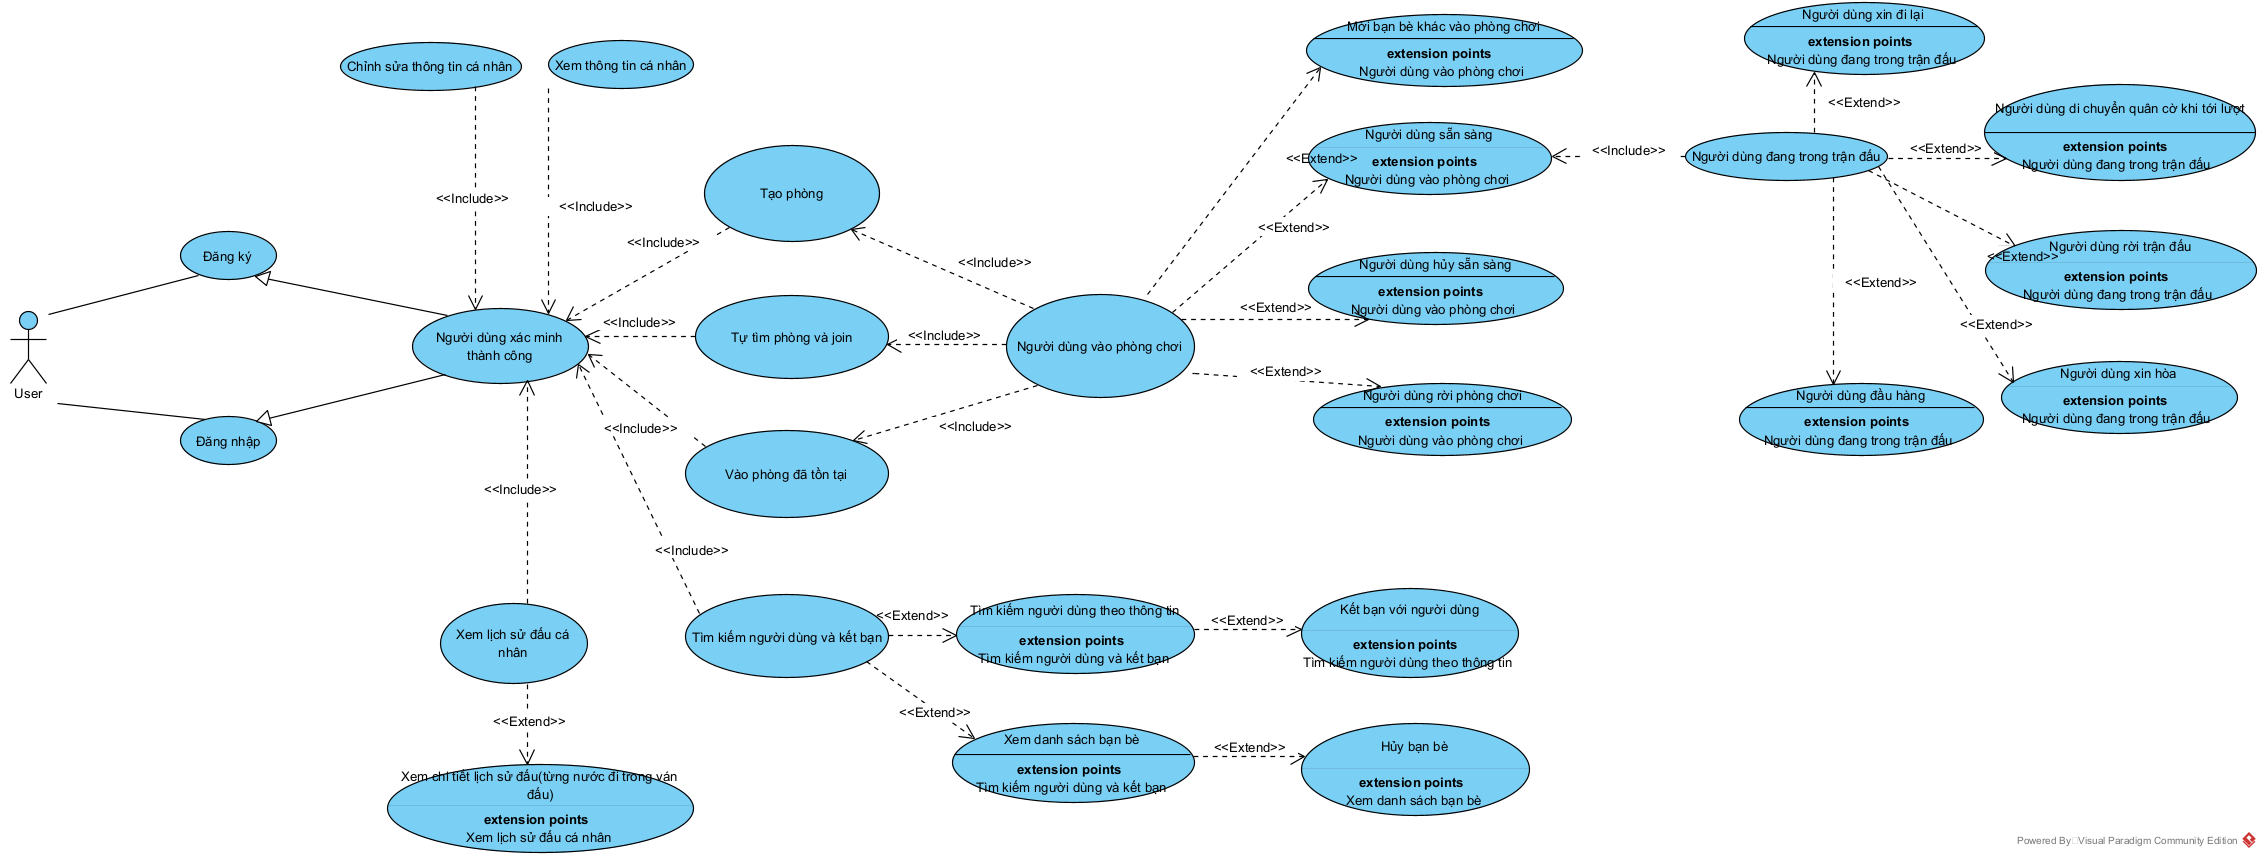 Chỉnh sửa thông tin cá nhân
Xem thông tin cá nhân
<<Include>>
<<Include>>
Đăng ký
User
Đăng nhập
Người dùng xác minh
thành công
Tạo phòng
<<Include>>
Tự tìm phòng và join
<<Include>>
Vào phòng đã tồn tại
<<Include>>
<<Include>>
<<Include>>
Người dùng vào phòng chơi
<<Include>>
<<Include>>
<<Include>>
Mời bạn bè khác vào phòng chơi
extension points
Người dùng vào phòng chơi
<<Extend>>
Người dùng sẵn sàng
extension points
Người dùng vào phòng chơi
<<Extend>>
Người dùng hủy sẵn sàng
extension points
Người dùng vào phòng chơi
<<Extend>>
Người dùng rời phòng chơi
extension points
Người dùng vào phòng chơi
<<Extend>>
<<Include>>
Người dùng đang trong trận đấu
Người dùng xin đi lại
extension points
Người dùng đang trong trận đấu
<<Extend>>
Người dùng di chuyển quân cờ khi tới lượt
extension points
Người dùng đang trong trận đấu
<<Extend>>
Người dùng rời trận đấu
extension points
Người dùng đang trong trận đấu
<<Extend>>
Người dùng xin hòa
extension points
Người dùng đang trong trận đấu
<<Extend>>
Người dùng đầu hàng
extension points
Người dùng đang trong trận đấu
<<Extend>>
Xem lịch sử đấu cá
nhân
<<Extend>>
Xem chi tiết lịch sử đấu(từng nước đi trong ván
đấu)
extension points
Xem lịch sử đấu cá nhân
Tìm kiếm người dùng và kết bạn
<<Extend>>
Tìm kiếm người dùng theo thông tin
extension points
Tìm kiếm người dùng và kết bạn
<<Extend>>
Kết bạn với người dùng
extension points
Tìm kiếm người dùng theo thông tin
<<Extend>>
Xem danh sách bạn bè
extension points
Tìm kiếm người dùng và kết bạn
<<Extend>>
Hủy bạn bè
extension points
Xem danh sách bạn bè
Powered By Visual Paradigm Community Edition